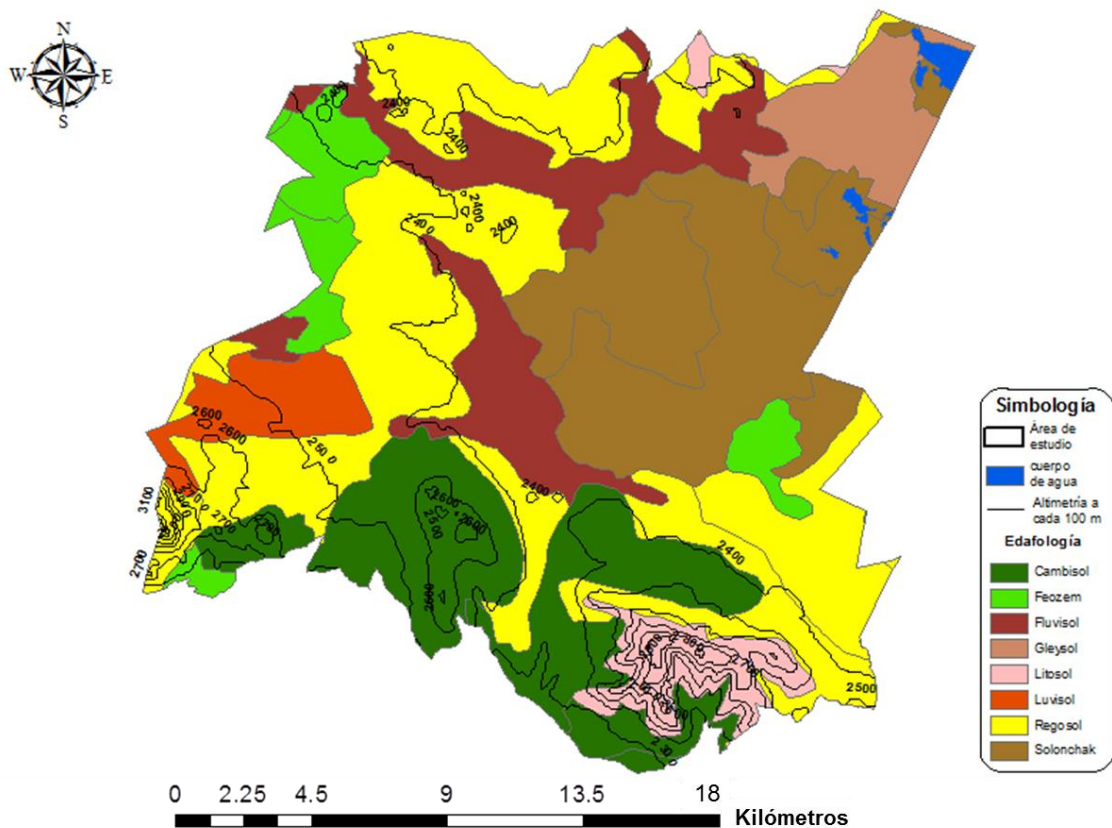 N
W
E
S
2400
2400
2400
2400
2400
2400
2600
2600
3100
2700
2700
2700
2600
2500
2600
2600
2400
2400
2500
Simbología
Área de
estudio
cuerpo
de agua
Altimetría a
cada 100 m
Edafología
Cambisol
Feozem
Fluvisol
Gleysol
Litosol
Luvisol
Regosol
Solonchak
0 2.25 4.5 9 13.5 18
Kilómetros